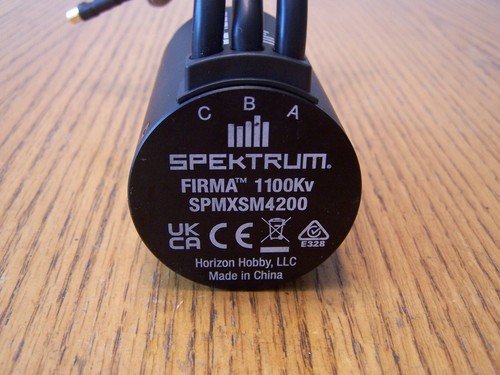 C B A
SPEKTRUM.
FIRMA™ 1100Kv
SPMXSM4200
UK
CA CE E328
Horizon Hobby, LLC
Made in China